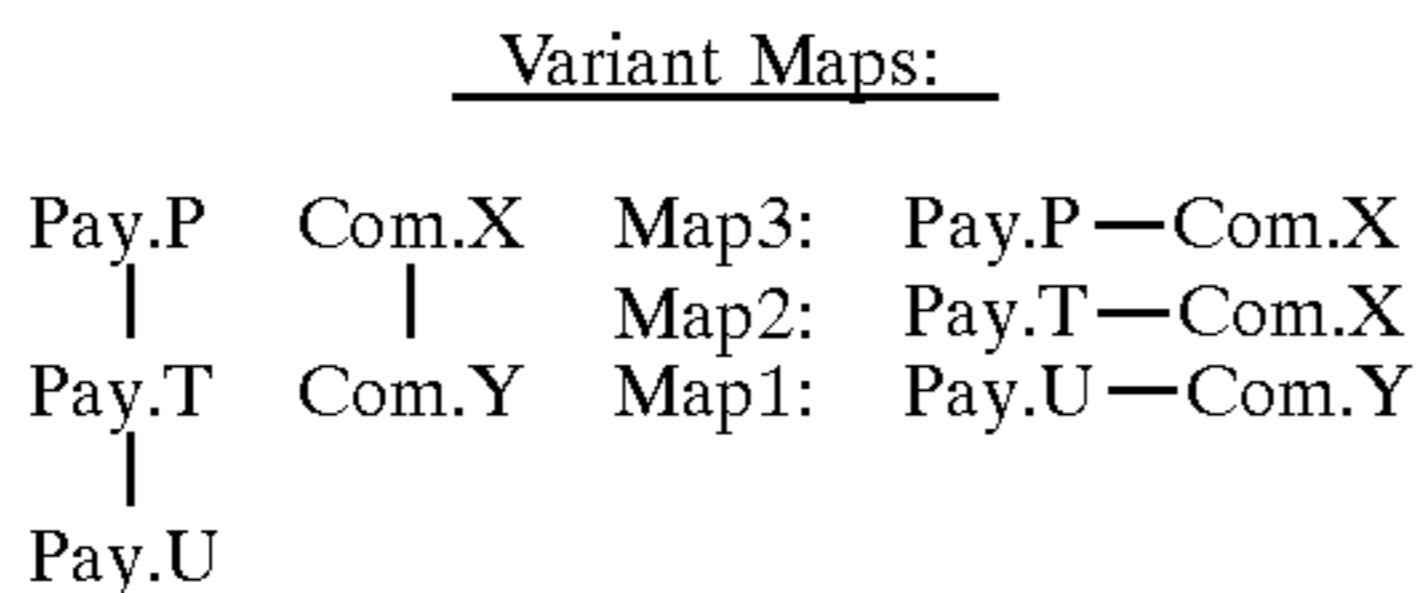 Variant Maps:
Pay.P Com.X Map3: Pay.P—Com.X
Map2: Pay.T—Com.X
Pay.T Com.Y Map1: Pay.U—Com.Y
Pay.U